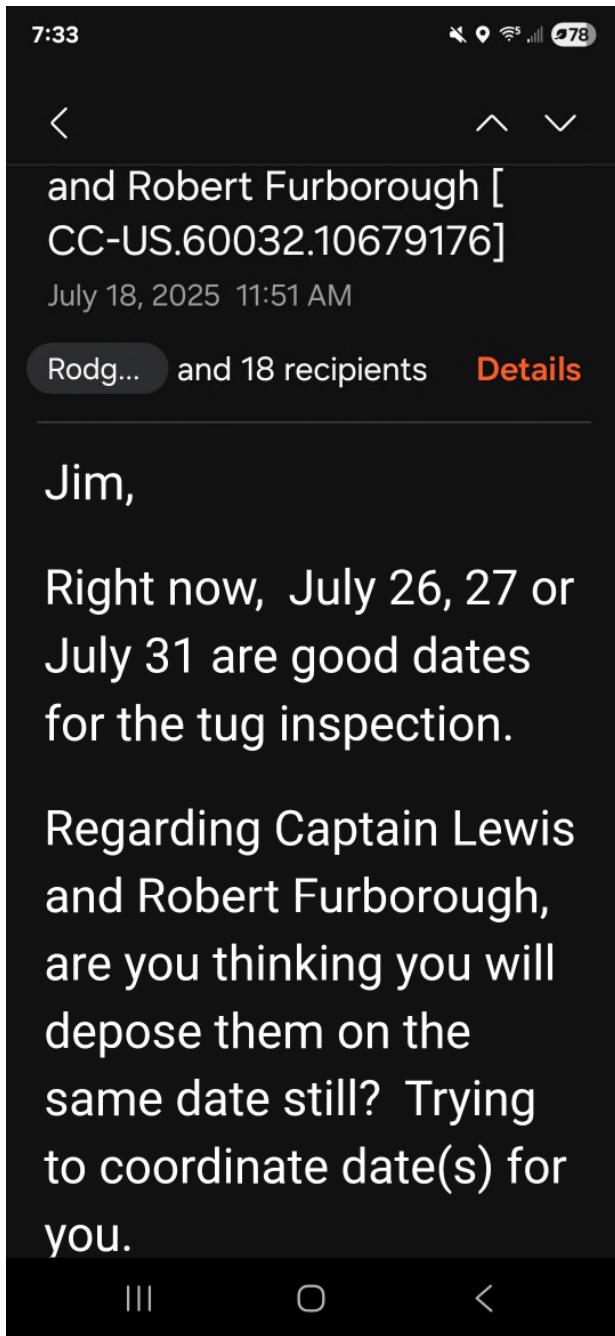 7:33
78
and Robert Furborough [
CC-US.60032.10679176]
July 18, 2025 11:51 AM
Rodg... and 18 recipients Details
Jim,
Right now,  July 26, 27 or
July 31 are good dates
for the tug inspection.
Regarding Captain Lewis
and Robert Furborough,
are you thinking you will
depose them on the
same date still?  Trying
to coordinate date(s) for
you.